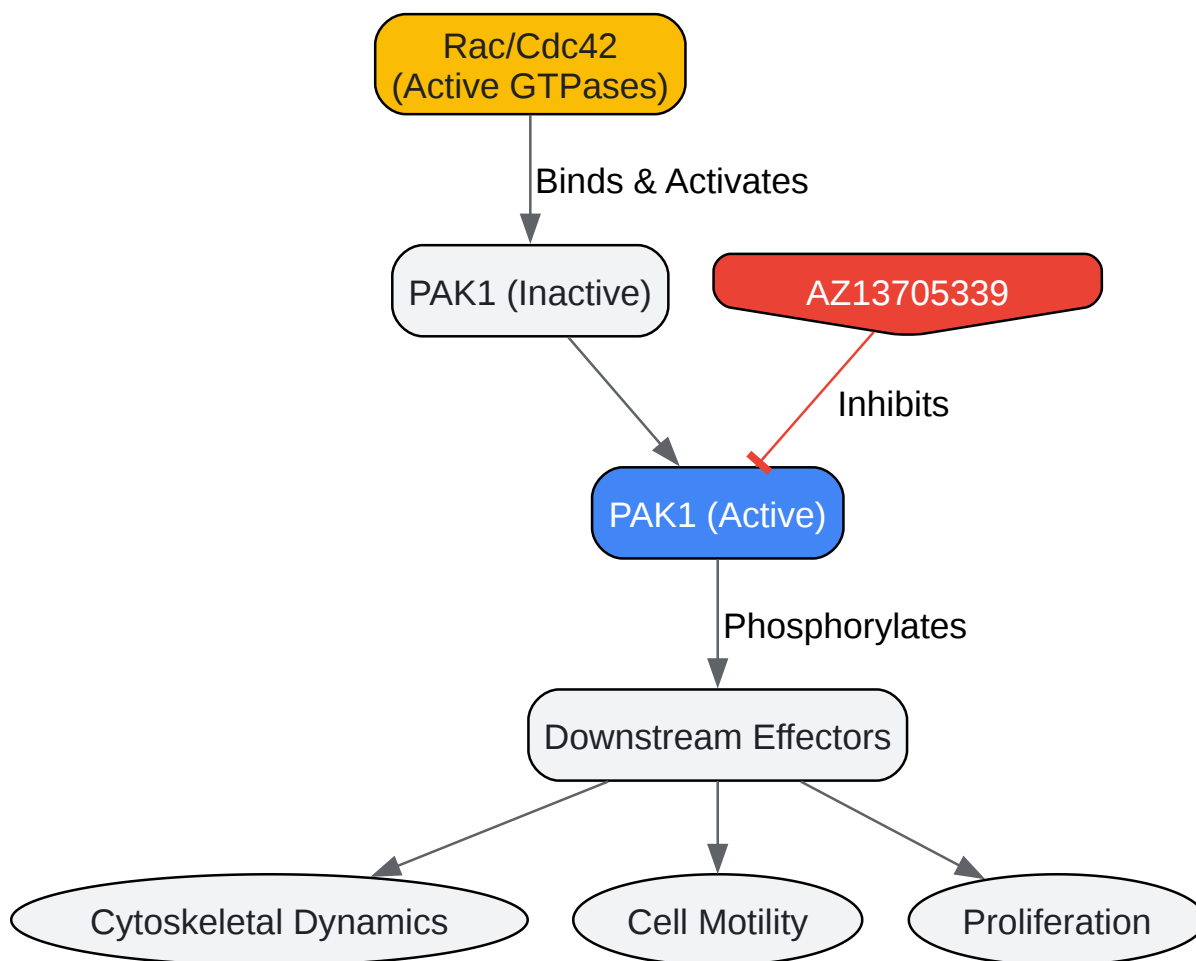 Rac/Cdc42
(Active GTPases)
Binds & Activates
PAK1 (Inactive)
AZ13705339
Inhibits
PAK1 (Active)
Phosphorylates
Downstream Effectors
Cytoskeletal Dynamics
Cell Motility
Proliferation